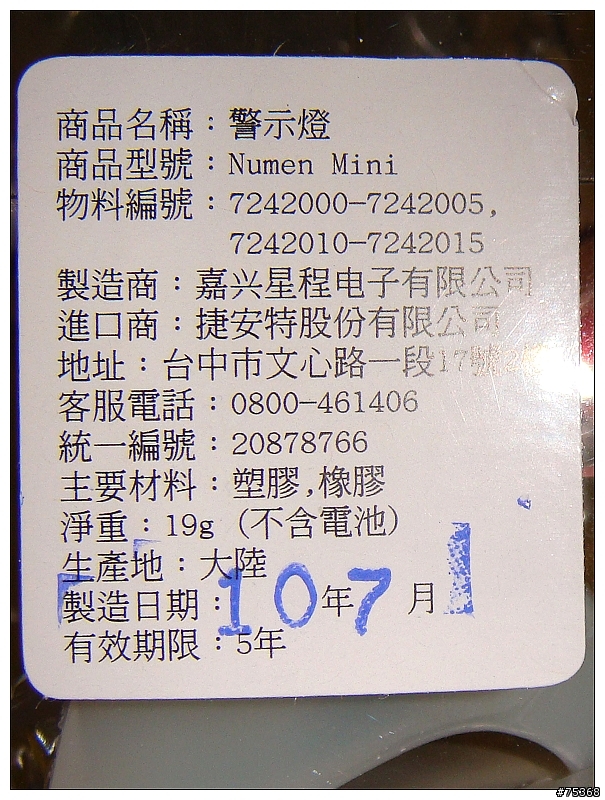 商品名稱：警示燈
商品型號：Numen Mini
物料編號：7242000-7242005,
7242010-7242015
製造商：嘉兴星程电子有限公司
進口商：捷安特股份有限公司
地址：台中市文心路一段17號
客服電話：0800-461406
統一編號：20878766
主要材料：塑膠,橡膠
淨重：19g (不含電池)
生產地：大陸
製造日期：10年7月
有效期限：5年
#75368